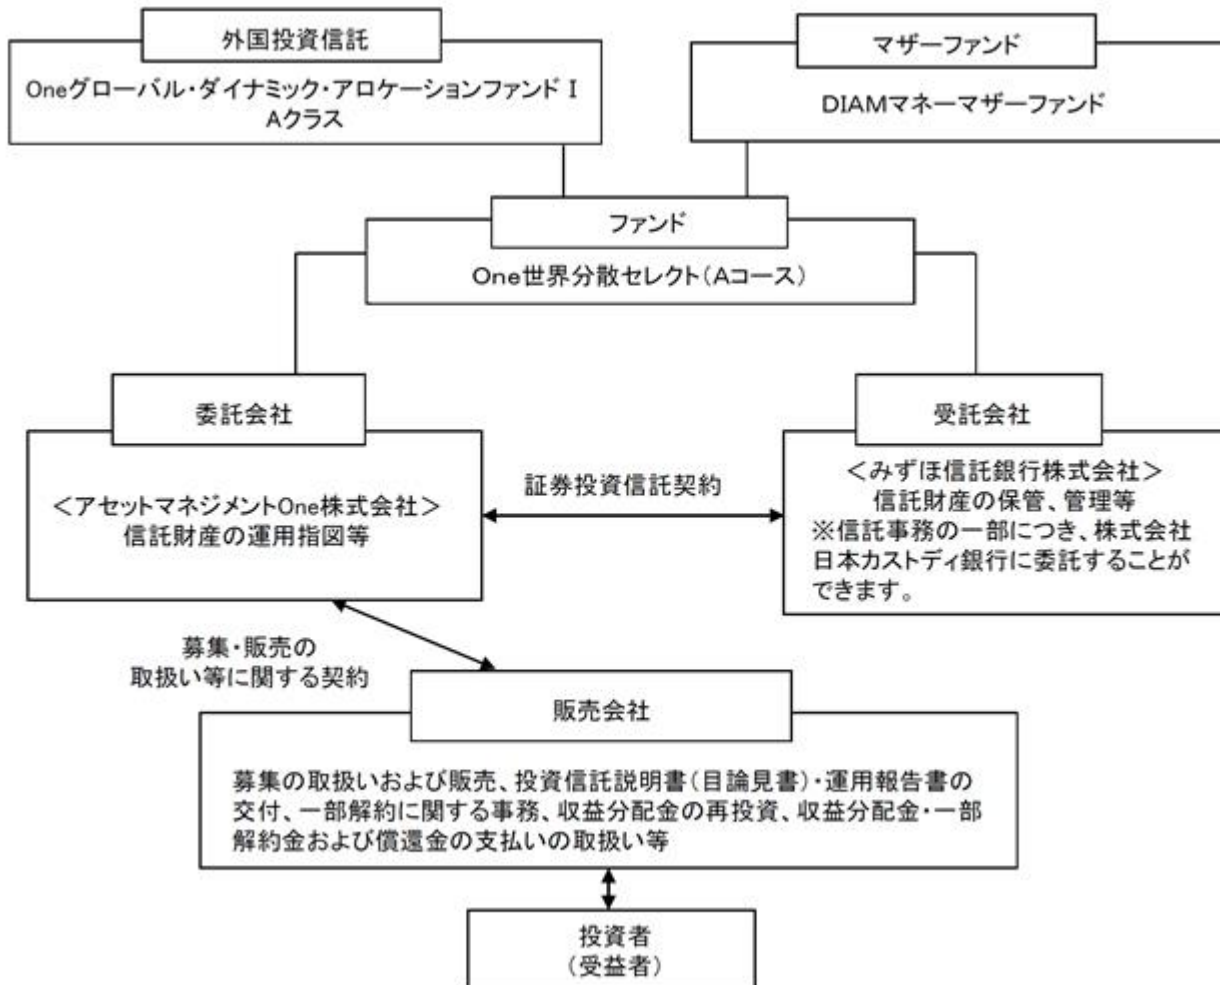 外国投資信託
Oneグローバル・ダイナミック・アロケーションファンドⅠ
Aクラス
マザーファンド
DIAMマネーマザーファンド
ファンド
One世界分散セレクト(Aコース)
委託会社
<アセットマネジメントOne株式会社>
信託財産の運用指図等
証券投資信託契約
受託会社
<みずほ信託銀行株式会社>
信託財産の保管、管理等
※信託事務の一部につき、株式会社
日本カストディ銀行に委託することが
できます。
募集・販売の
取扱い等に関する契約
販売会社
募集の取扱いおよび販売、投資信託説明書(目論見書)・運用報告書の
交付、一部解約に関する事務、収益分配金の再投資、収益分配金・一部
解約金および償還金の支払いの取扱い等
投資者
(受益者)